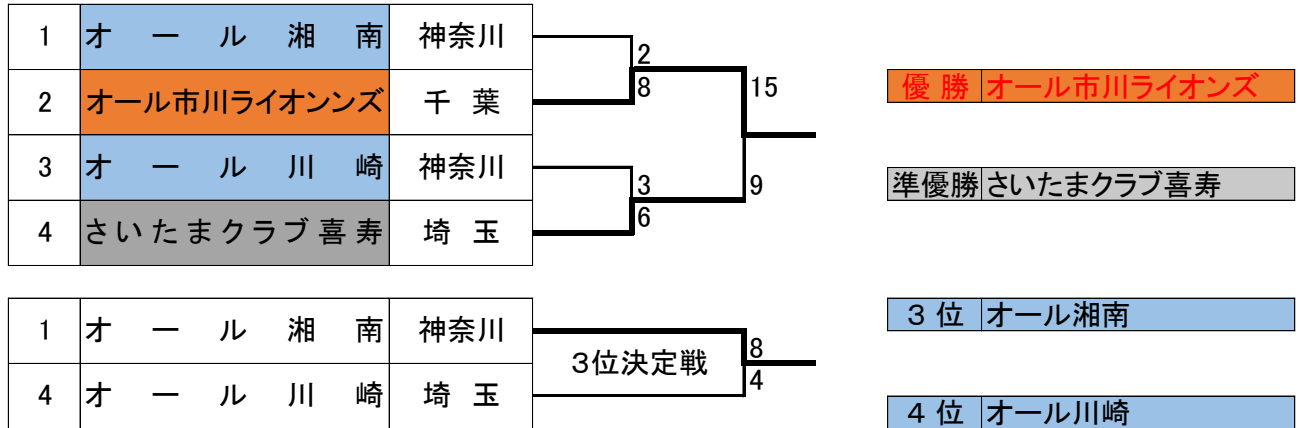 1 オール湘南 神奈川
2
8
2 オール市川ライオンンズ 千葉
15
優勝 オール市川ライオンズ
3 オール川崎 神奈川
3
6
9
準優勝 さいたまクラブ喜寿
4 さいたまクラブ喜寿 埼玉
1 オール湘南 神奈川
3位決定戦
8
4
3位 オール湘南
4 オール川崎 埼玉
4位 オール川崎